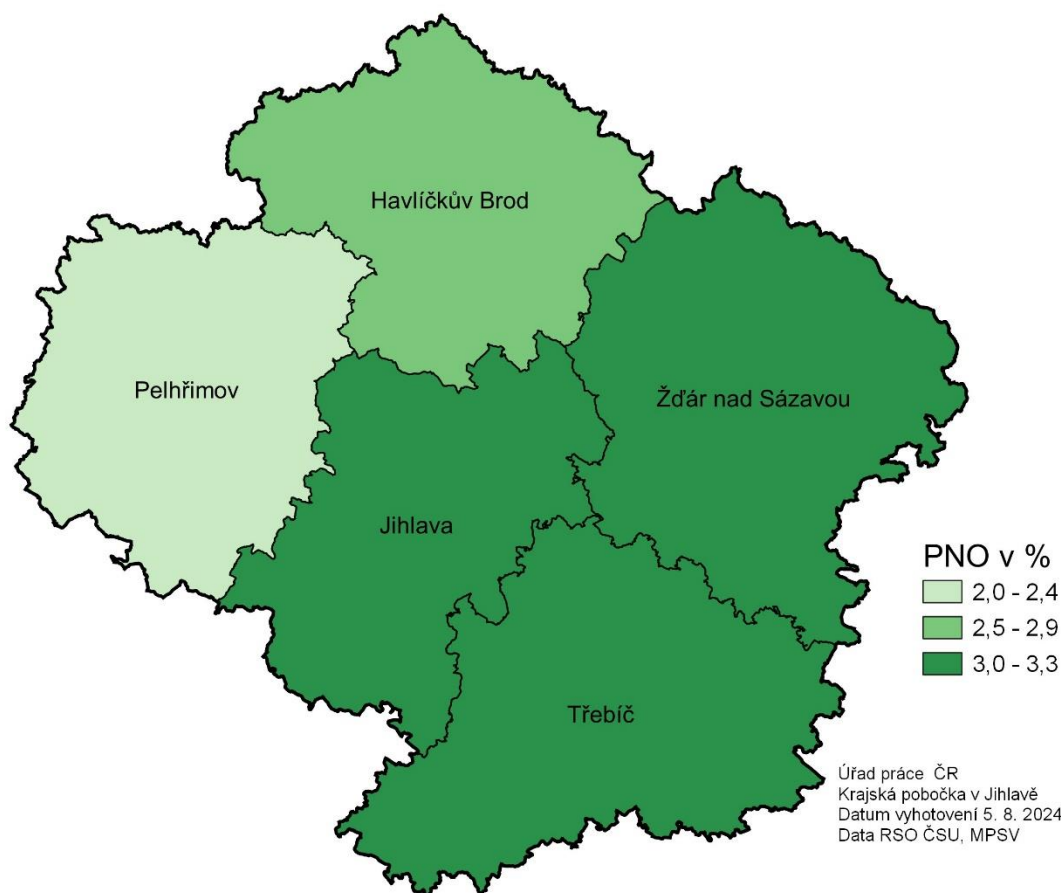 Havlíčkův Brod
Pelhřimov
Žďár nad Sázavou
Jihlava
Třebíč
PNO v %
2,0 - 2,4
2,5 - 2,9
3,0 - 3,3
Úřad práce ČR
Krajská pobočka v Jihlavě
Datum vyhotovení 5. 8. 2024
Data RSO ČSU, MPSV